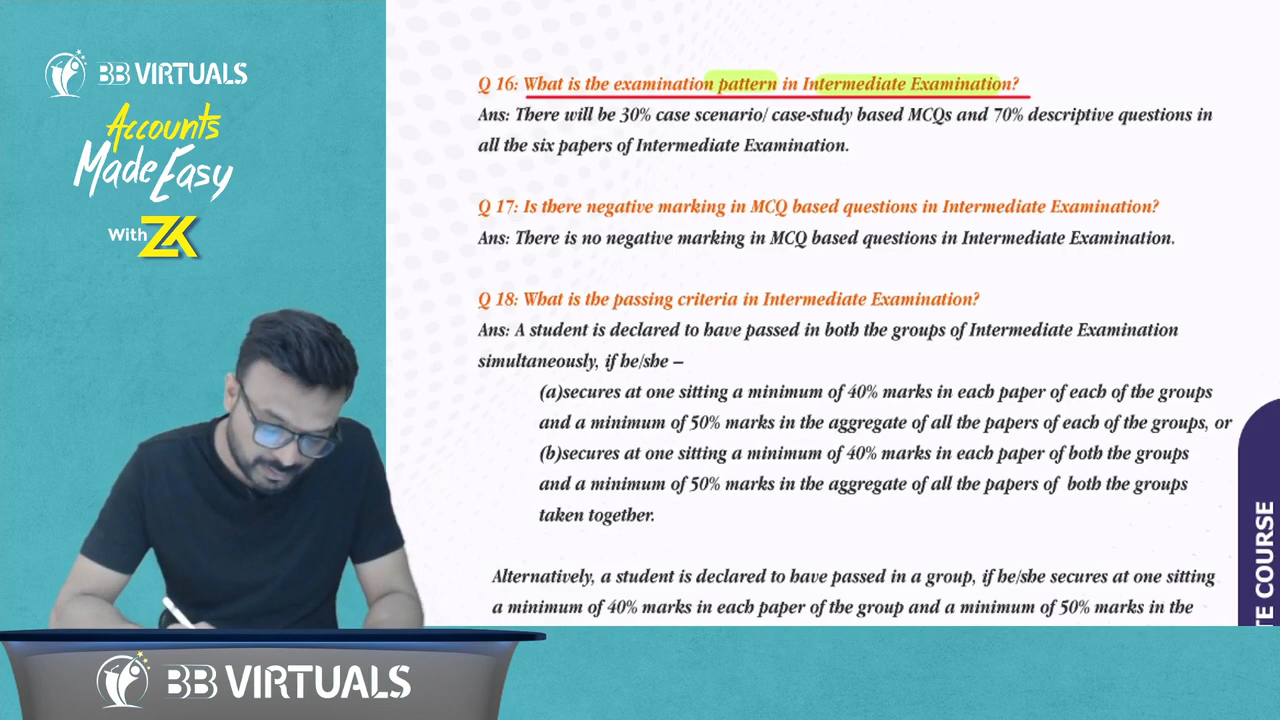 BB VIRTUALS
Accounts
Made Easy
With ZK
Q 16: What is the examination pattern in Intermediate Examination?
Ans: There will be 30% case scenario/ case-study based MCQs and 70% descriptive questions in
all the six papers of Intermediate Examination.
Q 17: Is there negative marking in MCQ based questions in Intermediate Examination?
Ans: There is no negative marking in MCQ based questions in Intermediate Examination.
Q 18: What is the passing criteria in Intermediate Examination?
Ans: A student is declared to have passed in both the groups of Intermediate Examination
simultaneously, if he/she –
(a)secures at one sitting a minimum of 40% marks in each paper of each of the groups
and a minimum of 50% marks in the aggregate of all the papers of each of the groups, or
(b)secures at one sitting a minimum of 40% marks in each paper of both the groups
and a minimum of 50% marks in the aggregate of all the papers of both the groups
taken together.
Alternatively, a student is declared to have passed in a group, if he/she secures at one sitting
a minimum of 40% marks in each paper of the group and a minimum of 50% marks in the
TE COURSE
BB VIRTUALS